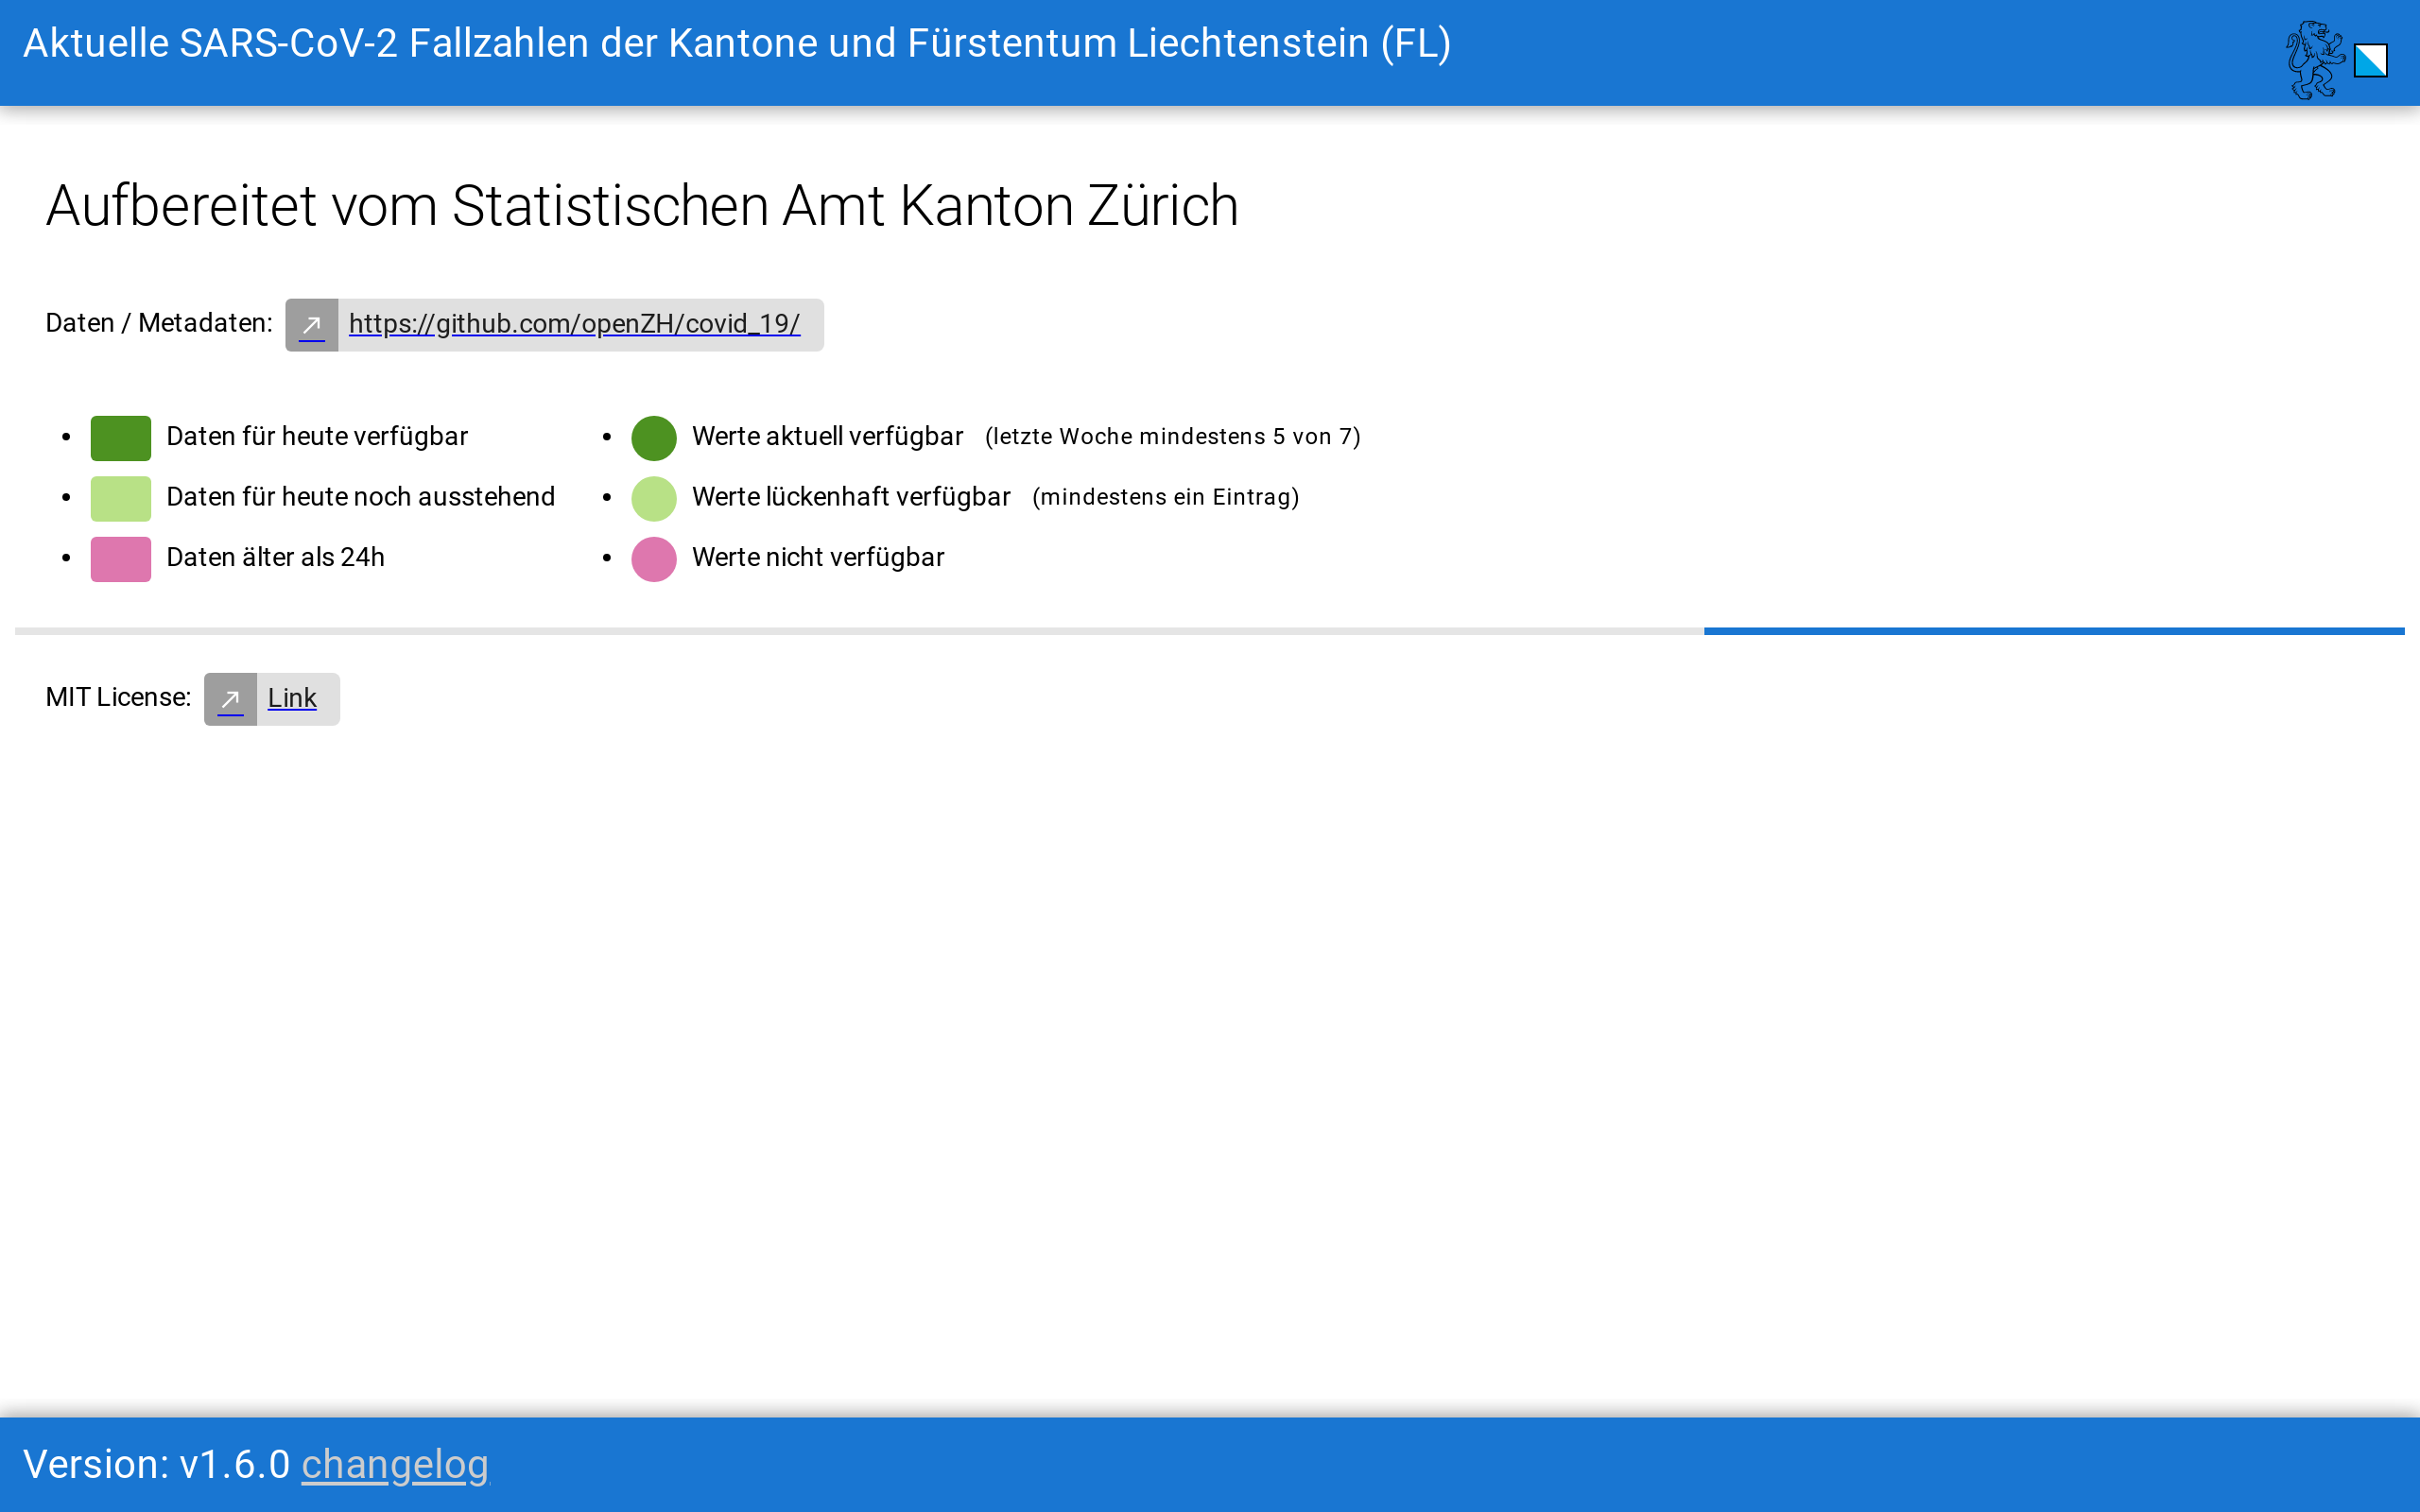 Aktuelle SARS-CoV-2 Fallzahlen der Kantone und Fürstentum Liechtenstein (FL)
Aufbereitet vom Statistischen Amt Kanton Zürich
Daten / Metadaten: https://github.com/openZH/covid_19/
Daten für heute verfügbar
Daten für heute noch ausstehend
Daten älter als 24h
Werte aktuell verfügbar (letzte Woche mindestens 5 von 7)
Werte lückenhaft verfügbar (mindestens ein Eintrag)
Werte nicht verfügbar
MIT License: Link
Version: v1.6.0 changelog